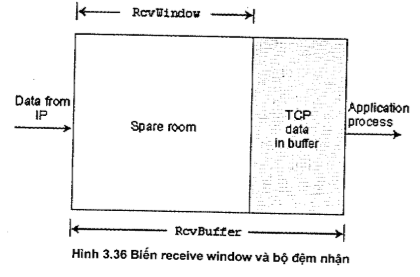 RcvWindow
Data from
IP
Spare room
TCP
data
in buffer
Application
process
RcvBuffer
Hình 3.36 Biến receive window và bộ đệm nhận